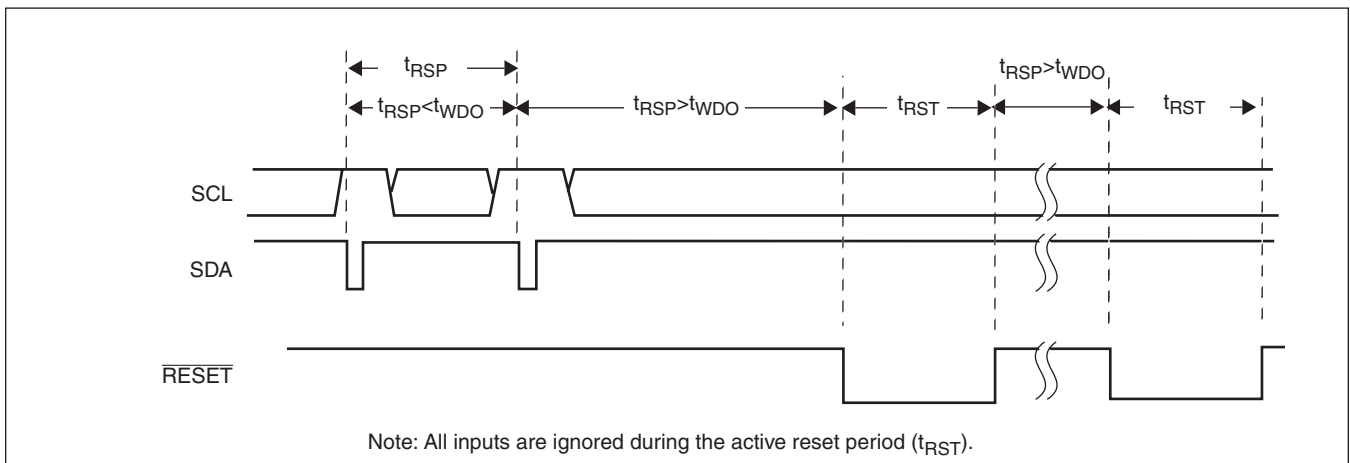 tRSP
tRSP>tWDO
tRSP<tWDO
tRSP>tWDO
tRST
tRST
SCL
SDA
RESET
Note: All inputs are ignored during the active reset period (tRST).